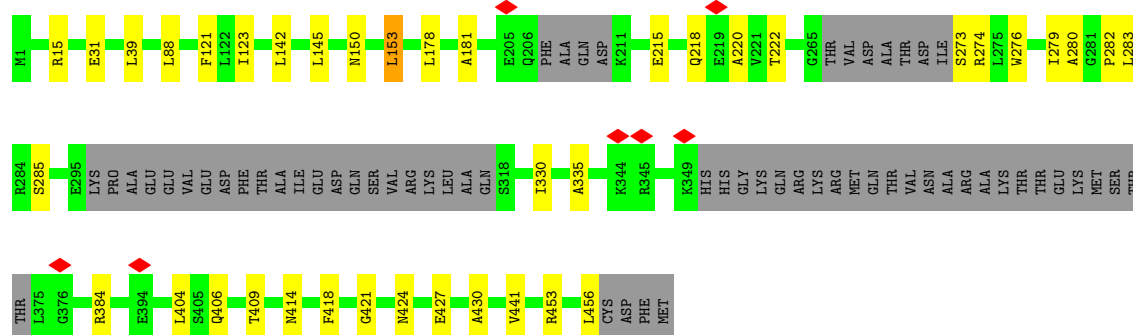 M1 R15 E31 L39 L88 F121 L122 I123 L142 L145 N150 L153 L178 A181 E205 Q206 PHE ALA GLN ASP K211 E215 Q218 E219 A220 V221 T222 G265 THR VAL ASP ALA THR ASP ILE S273 R274 L275 W276 I279 A280 G281 P282 L283
R284 S285 E295 LYS PRO ALA GLU GLU VAL GLU ASP PHE THR ALA ILE GLU ASP GLN SER VAL ARG LYS LEU ALA GLN S318 I330 A335 K344 R345 K349 HIS HIS GLY LYS GLN ARG LYS ARG MET GLN THR VAL ASN ALA ARG ALA LYS THR THR GLU LYS MET SER THR
THR L375 G376 R384 E394 L404 S405 Q406 T409 N414 F418 G421 N424 E427 A430 V441 R453 L456 CYS ASP PHE MET